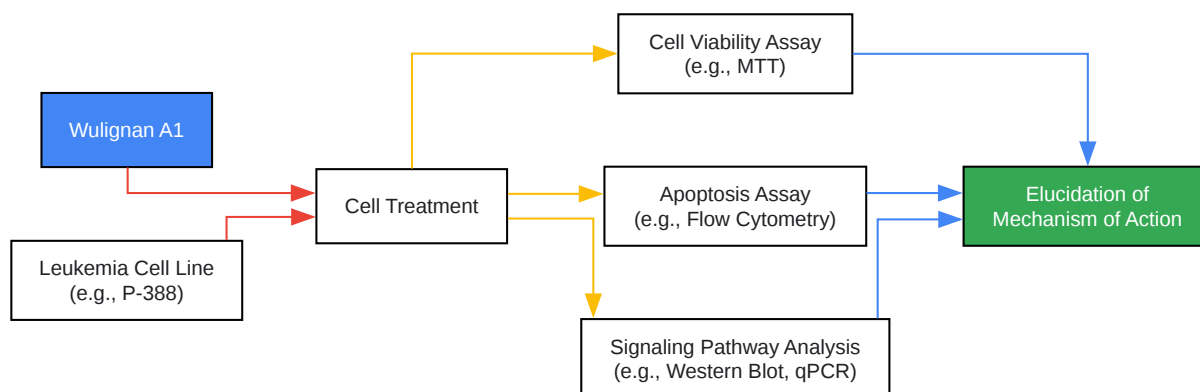 Cell Viability Assay
(e.g., MTT)
Wulignan A1
Cell Treatment
Apoptosis Assay
(e.g., Flow Cytometry)
Elucidation of
Mechanism of Action
Leukemia Cell Line
(e.g., P-388)
Signaling Pathway Analysis
(e.g., Western Blot, qPCR)